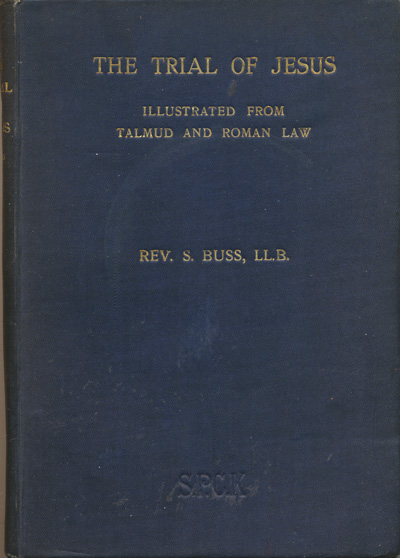 THE TRIAL OF JESUS
ILLUSTRATED FROM
TALMUD AND ROMAN LAW
REV. S. BUSS, LL.B.
S.P.C.K